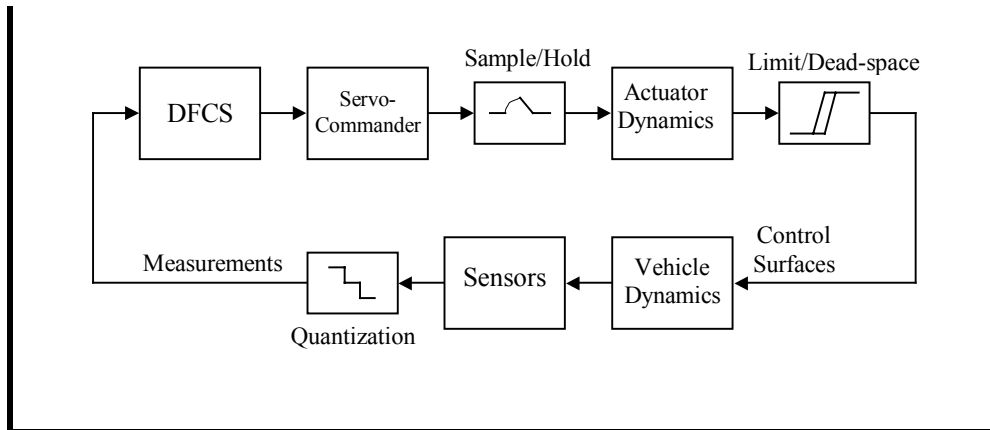 Sample/Hold
Limit/Dead-space
DFCS
Servo-
Commander
Actuator
Dynamics
Control
Surfaces
Vehicle
Dynamics
Sensors
Measurements
Quantization